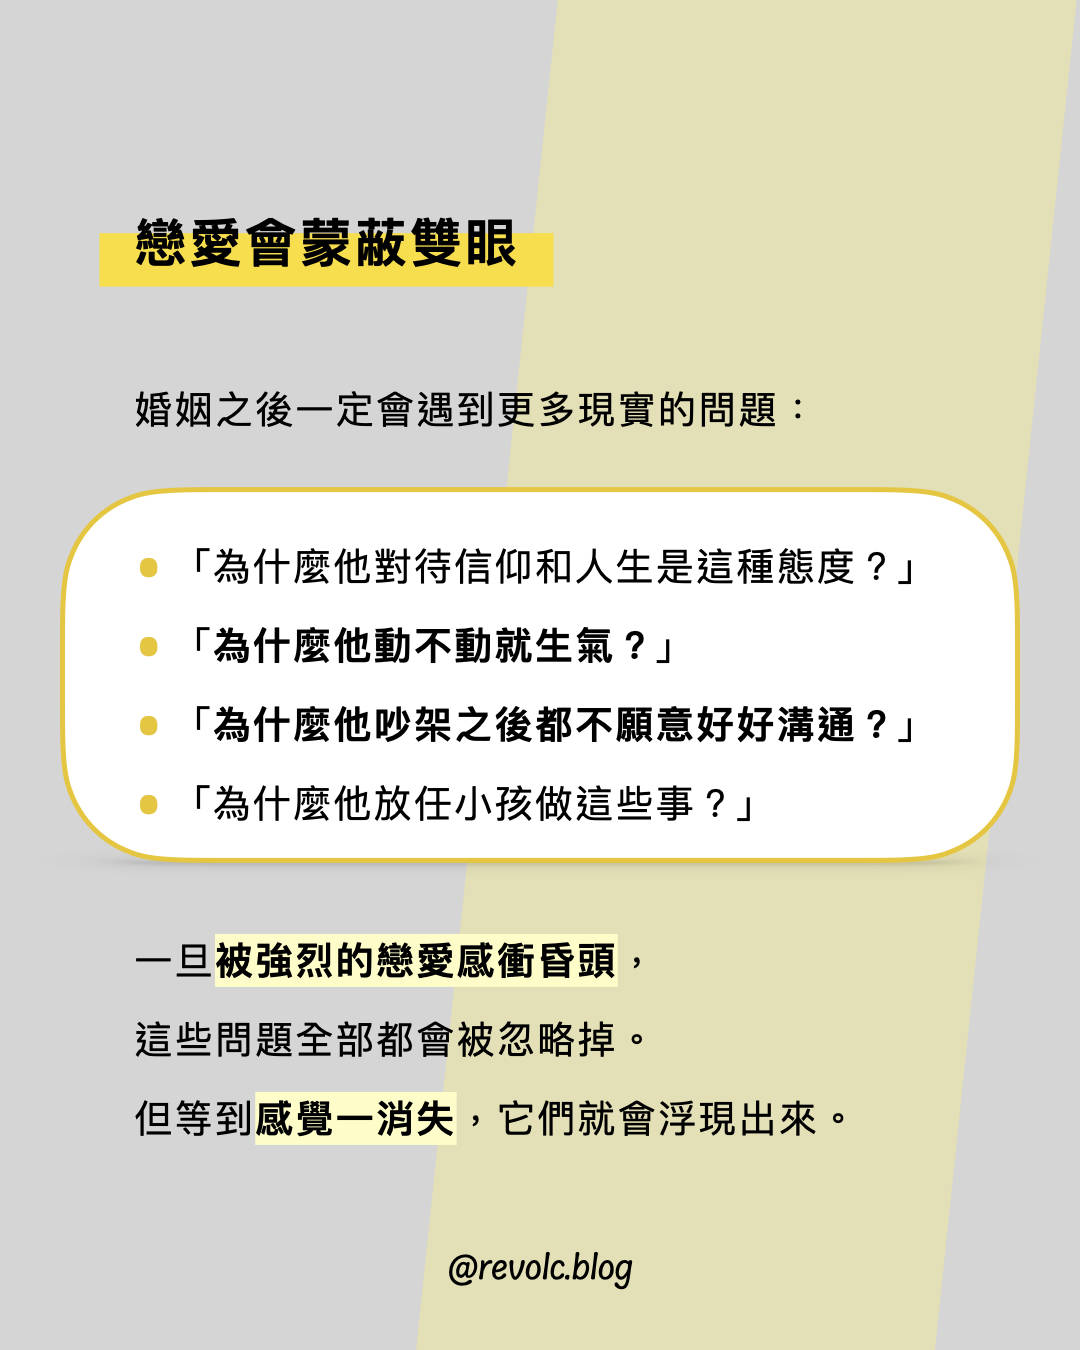 戀愛會蒙蔽雙眼
婚姻之後一定會遇到更多現實的問題：
「為什麼他對待信仰和人生是這種態度？」
「為什麼他動不動就生氣？」
「為什麼他吵架之後都不願意好好溝通？」
「為什麼他放任小孩做這些事？」
一旦被強烈的戀愛感衝昏頭，
這些問題全部都會被忽略掉。
但等到感覺一消失，它們就會浮現出來。
@revolc.blog